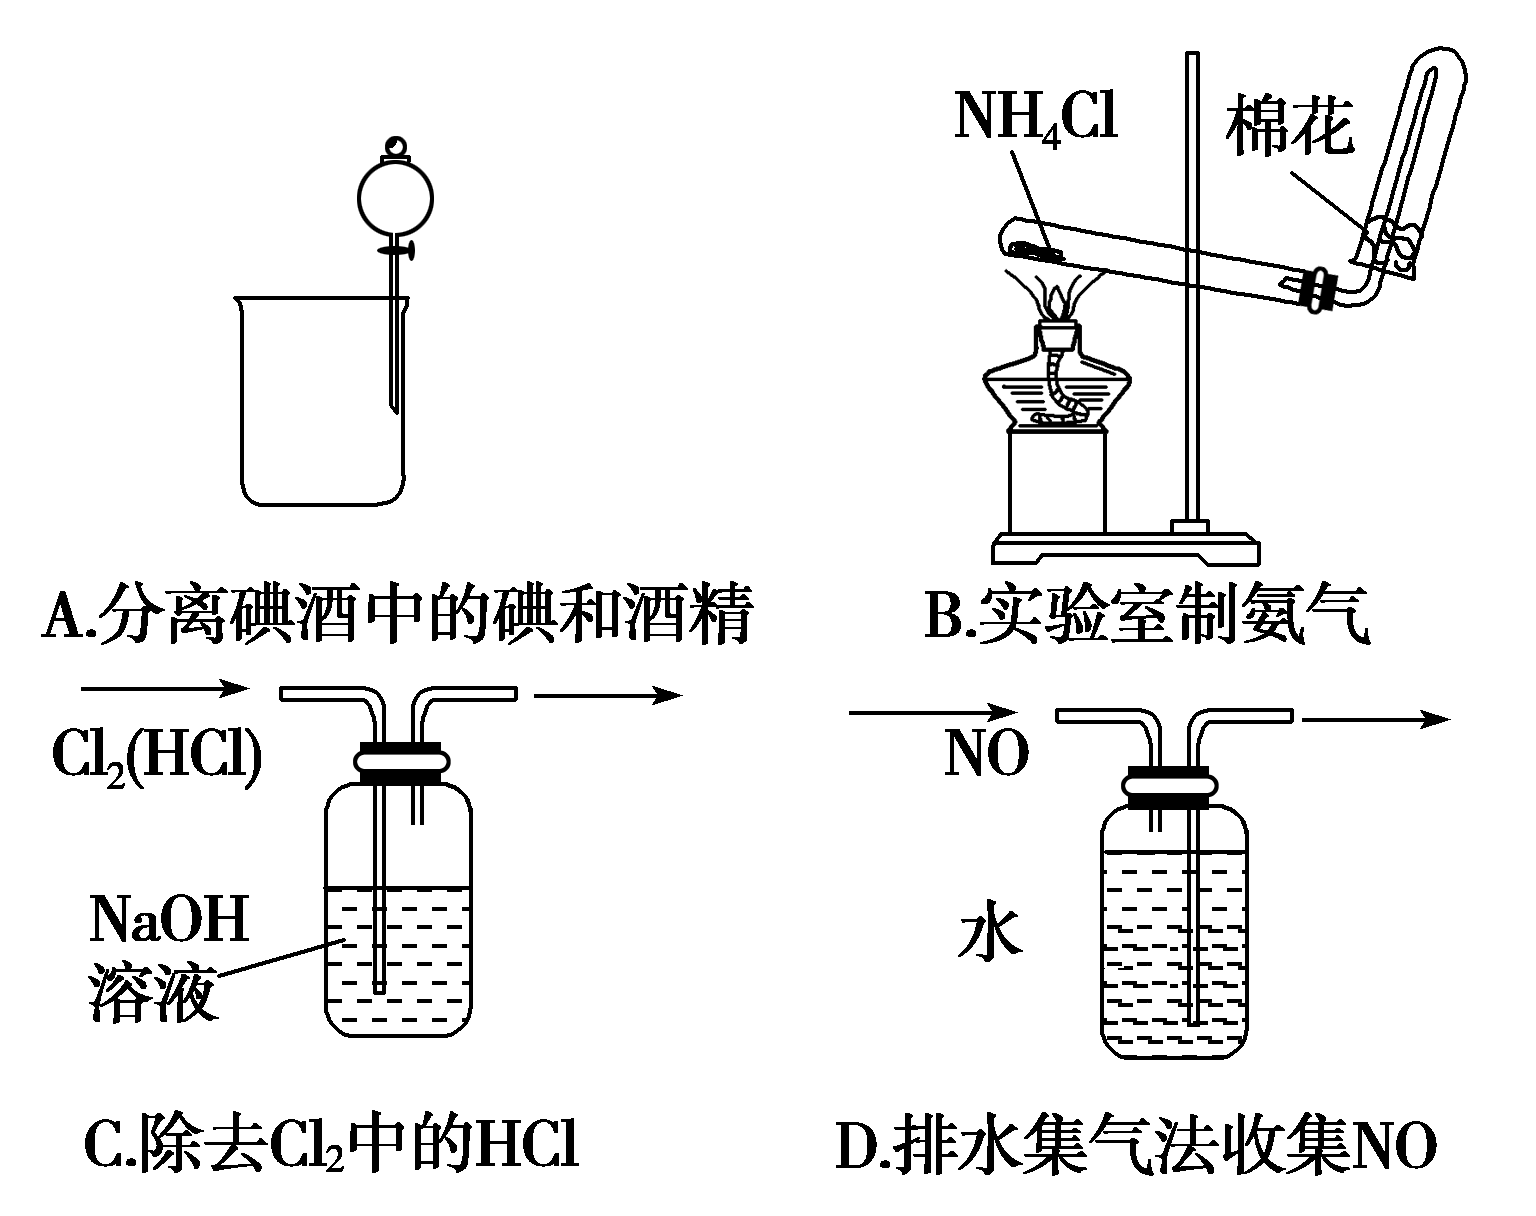 NH₄Cl
棉花
A.分离碘酒中的碘和酒精
B.实验室制氨气
Cl₂(HCl)
NaOH
溶液
C.除去Cl₂中的HCl
NO
水
D.排水集气法收集NO